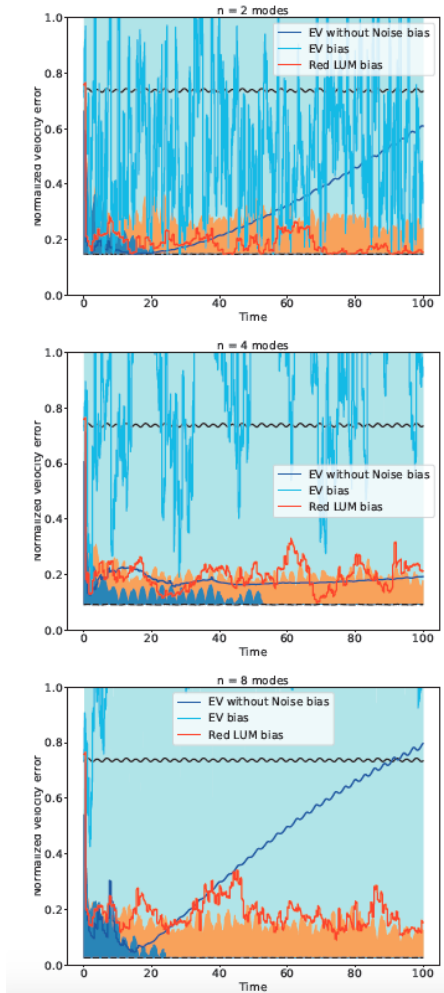 n = 2 modes
1.0
0.8
0.6
0.4
0.2
0.0
Normalized velocity error
EV without Noise bias
EV bias
Red LUM bias
0 20 40 60 80 100
Time
n = 4 modes
1.0
0.8
0.6
0.4
0.2
0.0
Normalized velocity error
EV without Noise bias
EV bias
Red LUM bias
0 20 40 60 80 100
Time
n = 8 modes
1.0
0.8
0.6
0.4
0.2
0.0
Normalized velocity error
EV without Noise bias
EV bias
Red LUM bias
0 20 40 60 80 100
Time